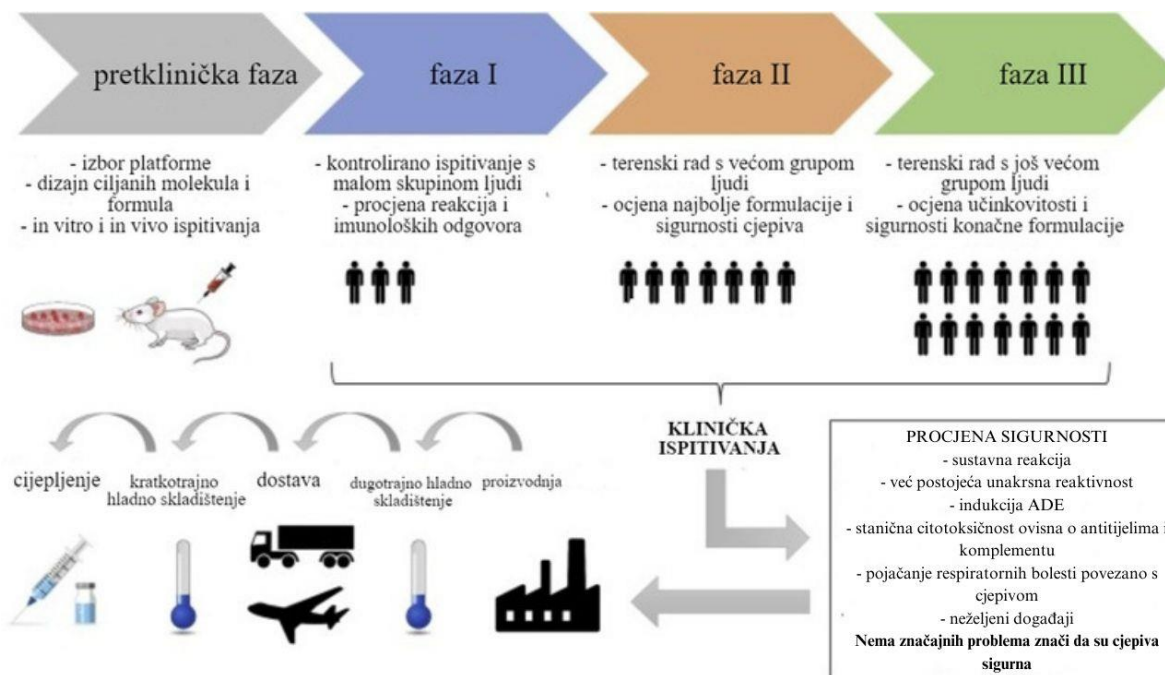 pretklinička faza
faza I
faza II
faza III
- izbor platforme
- dizajn ciljanih molekula i
formula
- in vitro i in vivo ispitivanja
- kontrolirano ispitivanje s
malom skupinom ljudi
- procjena reakcija i
imunoloških odgovora
- terenski rad s većom grupom
ljudi
- ocjena najbolje formulacije i
sigurnosti cjepiva
- terenski rad s još većom
grupom ljudi
- ocjena učinkovitosti i
sigurnosti konačne formulacije
KLINIČKA
ISPITIVANJA
cijepljenje
kratkotrajno
hladno skladištenje
dostava
dugotrajno hladno
skladištenje
proizvodnja
PROCJENA SIGURNOSTI
- sustavna reakcija
- već postojeća unakrsna reaktivnost
- indukcija ADE
- stanična citotoksičnost ovisna o antitijelima i
komplementu
- pojačanje respiratornih bolesti povezano s
cjepivom
- neželjeni događaji
Nema značajnih problema znači da su cjepiva
sigurna